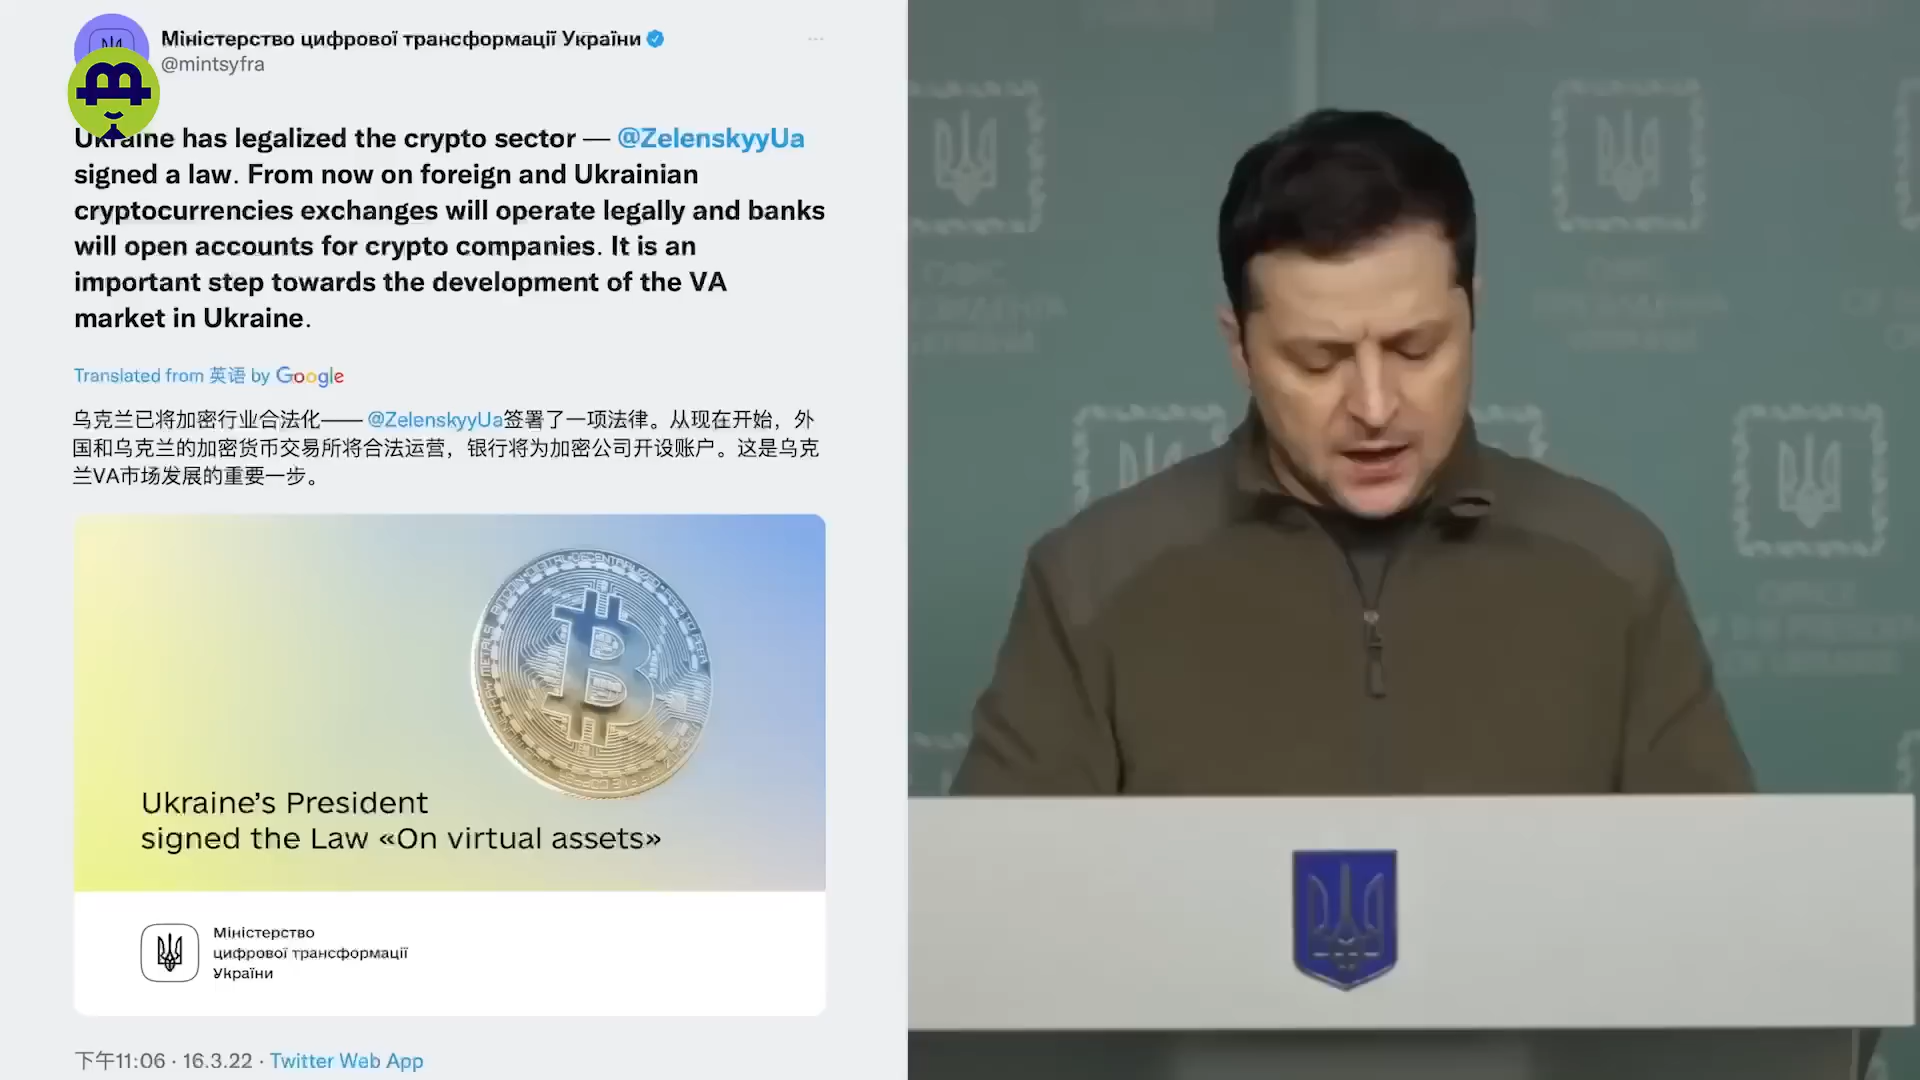 Міністерство цифрової трансформації України
@mintsyfra
Ukraine has legalized the crypto sector — @ZelenskyyUa
signed a law. From now on foreign and Ukrainian
cryptocurrencies exchanges will operate legally and banks
will open accounts for crypto companies. It is an
important step towards the development of the VA
market in Ukraine.
Translated from 英语 by Google
乌克兰已将加密行业合法化—— @ZelenskyyUa签署了一项法律。从现在开始，外
国和乌克兰的加密货币交易所将合法运营，银行将为加密公司开设账户。这是乌克
兰VA市场发展的重要一步。
Ukraine’s President
signed the Law «On virtual assets»
Міністерство
цифрової трансформації
України
下午11:06 · 16.3.22 · Twitter Web App